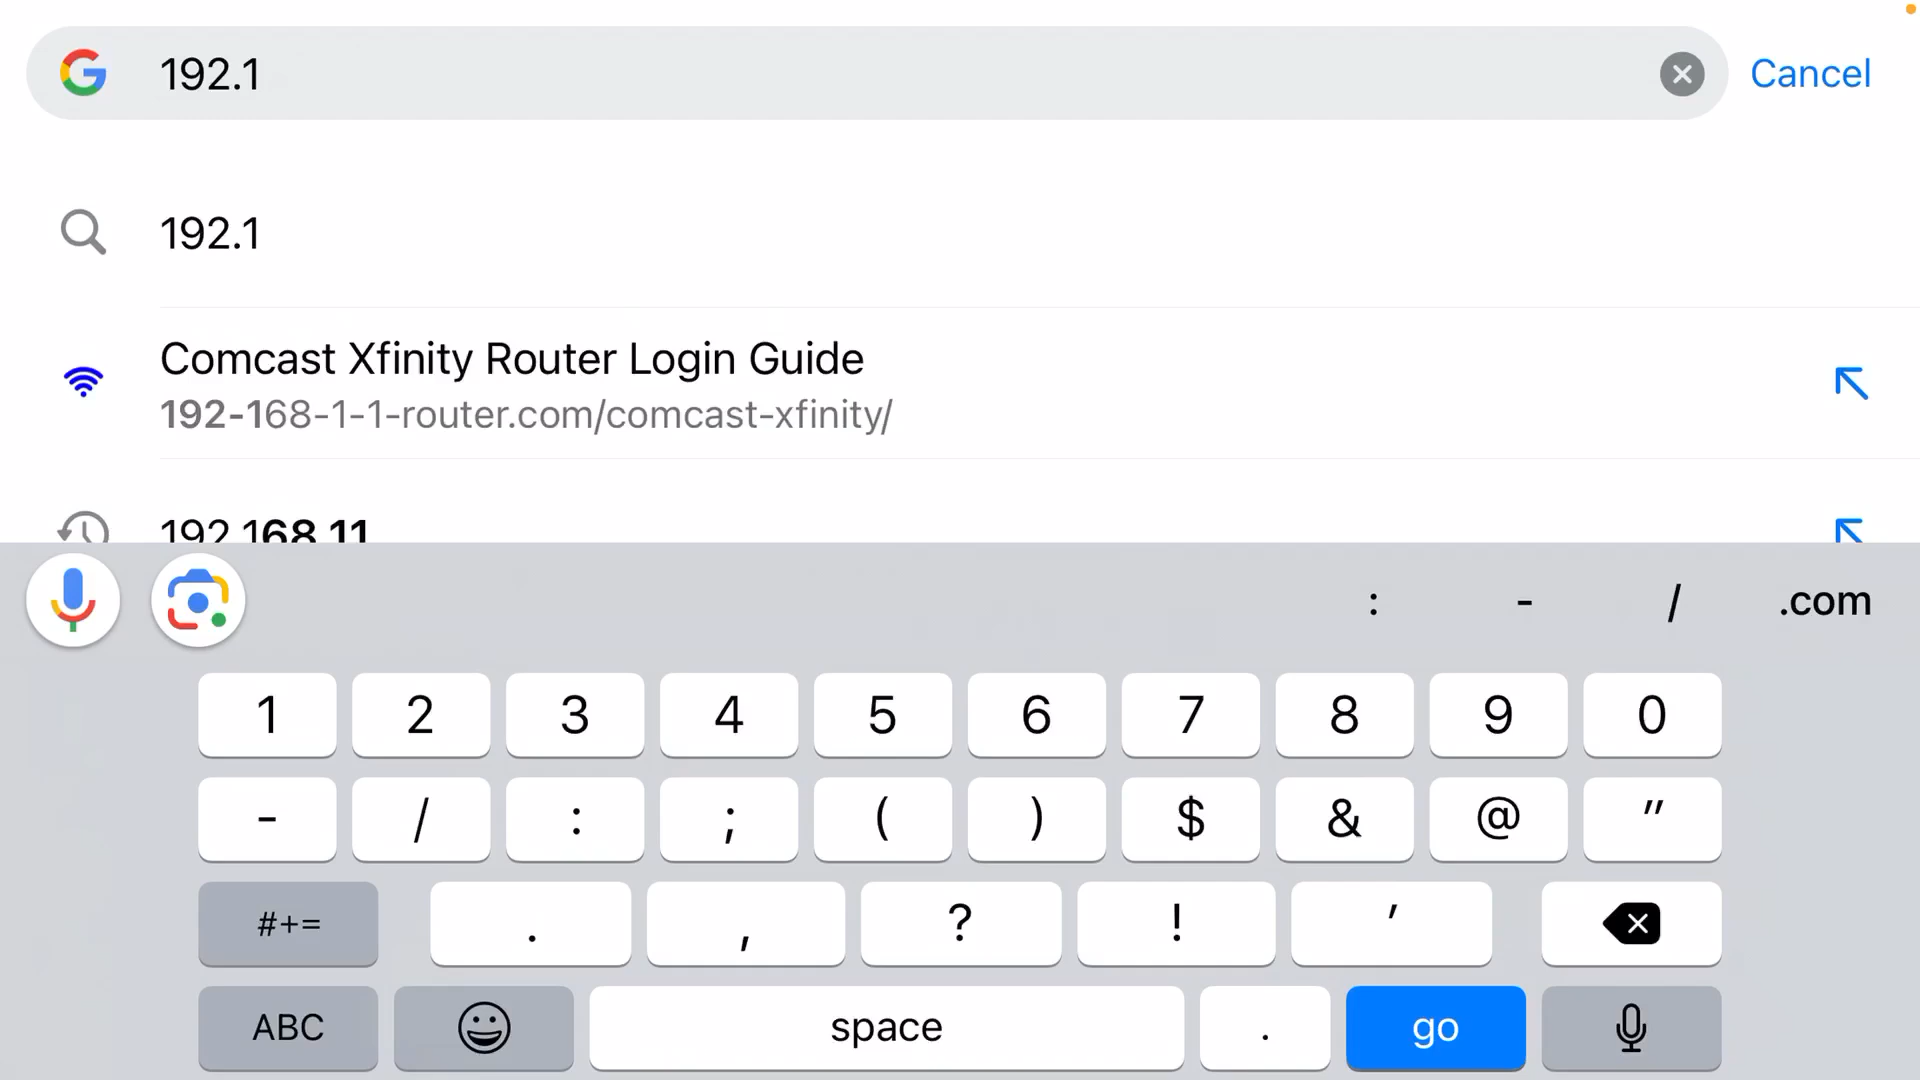 192.1
Cancel
192.1
Comcast Xfinity Router Login Guide
192-168-1-1-router.com/comcast-xfinity/
192.168.11
: - / .com
1 2 3 4 5 6 7 8 9 0
- / : ; ( ) $ & @ "
#+= . , ? ! '
ABC space . go